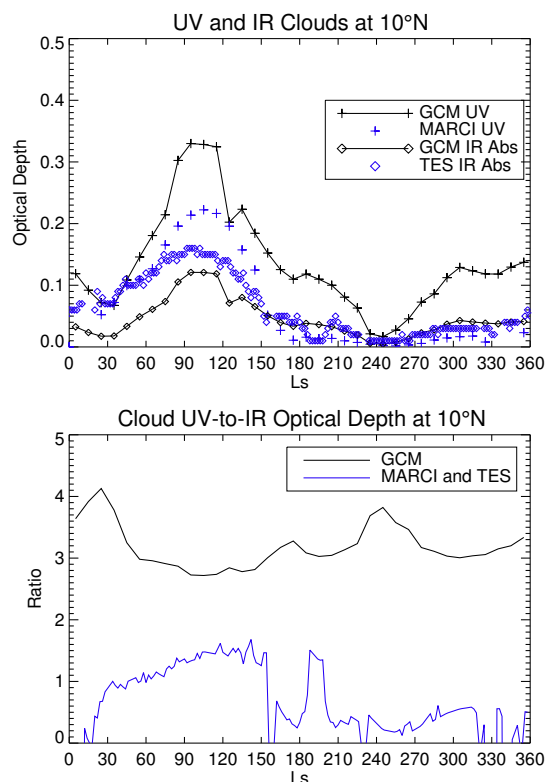 UV and IR Clouds at 10°N
0.5
0.4
0.3
0.2
0.1
0.0
Optical Depth
GCM UV
MARCI UV
GCM IR Abs
TES IR Abs
0 30 60 90 120 150 180 210 240 270 300 330 360
Ls
Cloud UV-to-IR Optical Depth at 10°N
5
4
3
2
1
0
Ratio
GCM
MARCI and TES
0 30 60 90 120 150 180 210 240 270 300 330 360
Ls